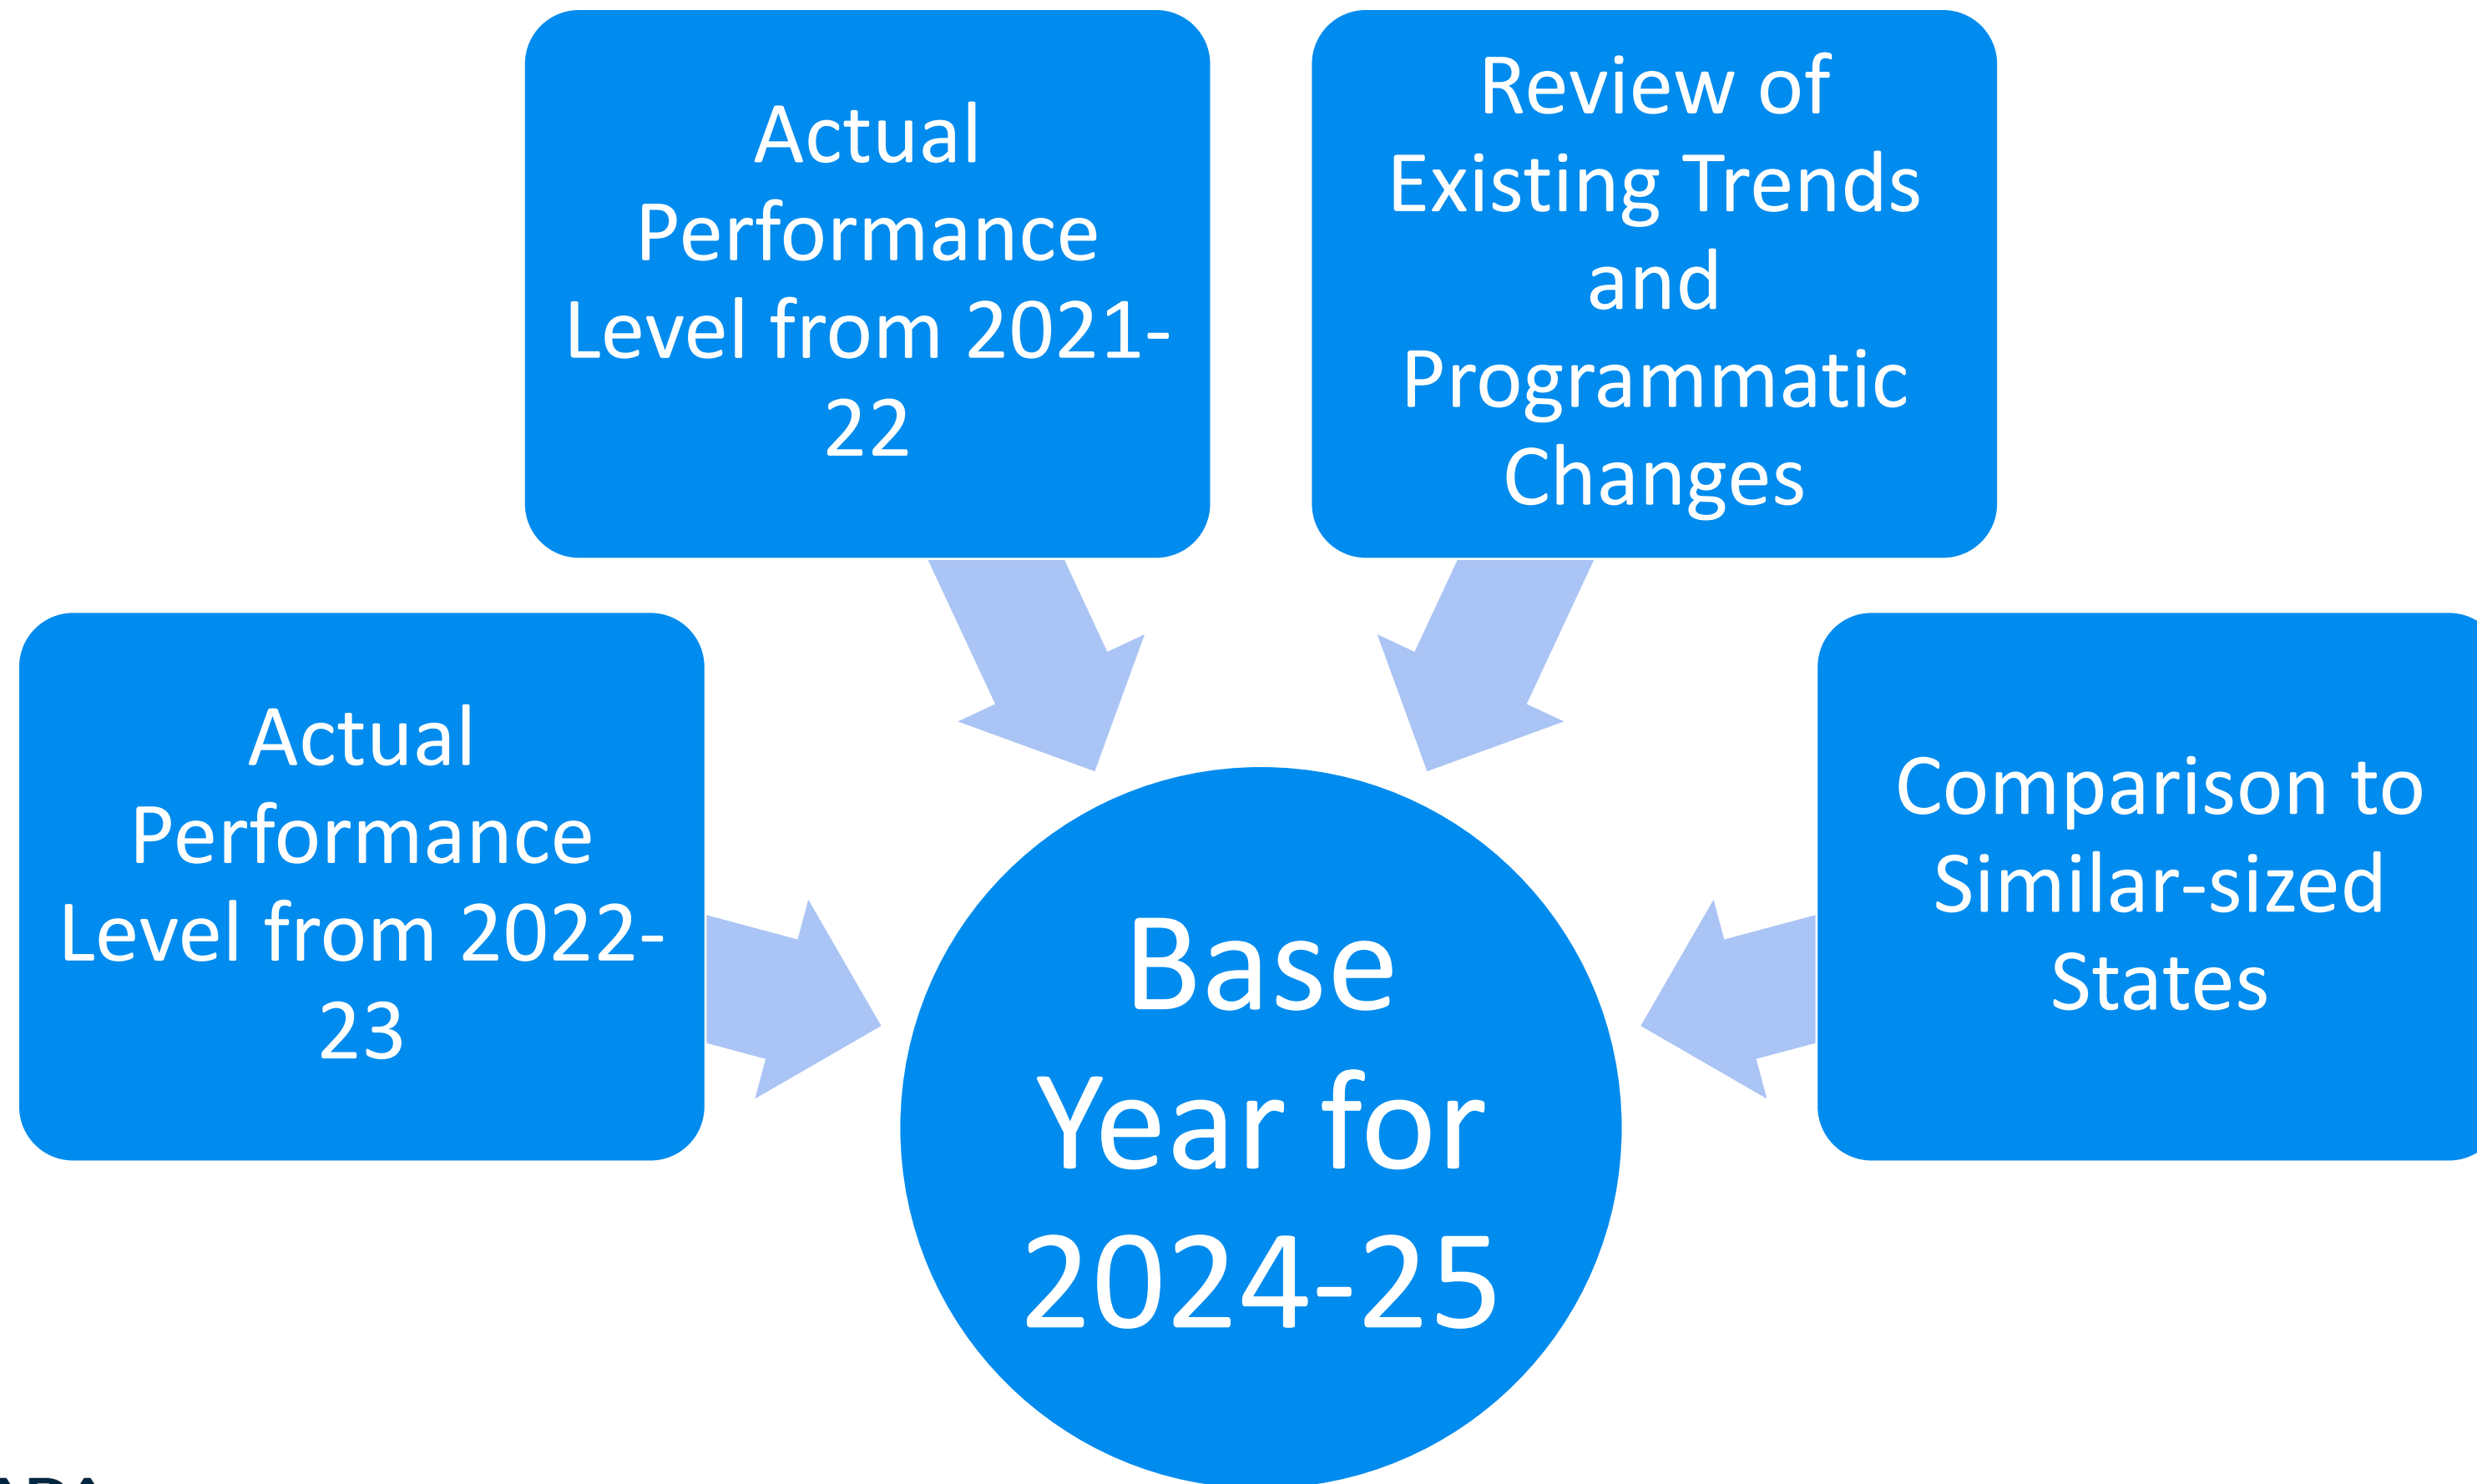 Actual
Performance
Level from 2021-
22
Review of
Existing Trends
and
Programmatic
Changes
Actual
Performance
Level from 2022-
23
Comparison to
Similar-sized
States
Base
Year for
2024-25